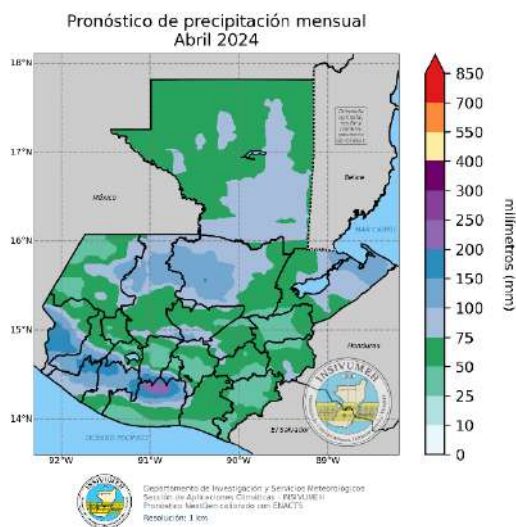 Pronóstico de precipitación mensual
Abril 2024
18°N
17°N
16°N
15°N
14°N
92°W
91°W
90°W
89°W
México
Belice
MAR CARIBE
Honduras
El Salvador
OCÉANO PACÍFICO
INSIVUMEH
850
700
550
400
300
250
200
150
100
75
50
25
10
0
milímetros (mm)
Departamento de Investigación y Servicios Meteorológicos
Sección de Aplicaciones Climáticas - INSIVUMEH
Pronóstico NextGen calibrado con ENACTS
Resolución: 1 km